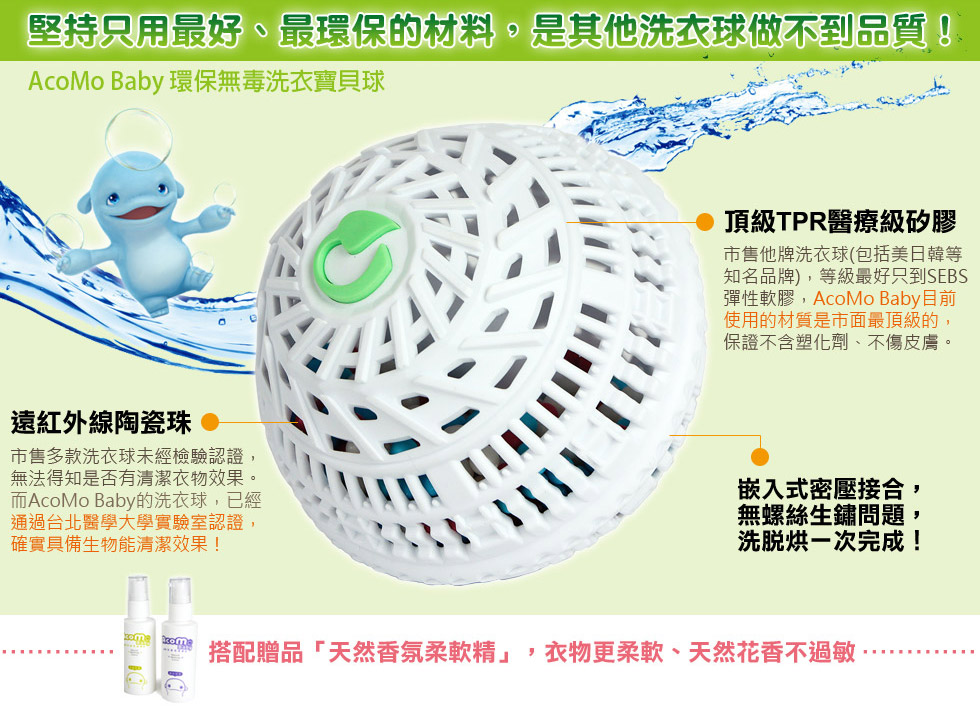 堅持只用最好、最環保的材料，是其他洗衣球做不到品質！
AcoMo Baby 環保無毒洗衣寶貝球
頂級TPR醫療級矽膠
市售他牌洗衣球(包括美日韓等
知名品牌)，等級最好只到SEBS
彈性軟膠，AcoMo Baby目前
使用的材質是市面最頂級的，
保證不含塑化劑、不傷皮膚。
遠紅外線陶瓷珠
市售多款洗衣球未經檢驗認證，
無法得知是否有清潔衣物效果。
而AcoMo Baby的洗衣球，已經
通過台北醫學大學實驗室認證，
確實具備生物能清潔效果！
嵌入式密壓接合，
無螺絲生鏽問題，
洗脫烘一次完成！
搭配贈品「天然香氛柔軟精」，衣物更柔軟、天然花香不過敏